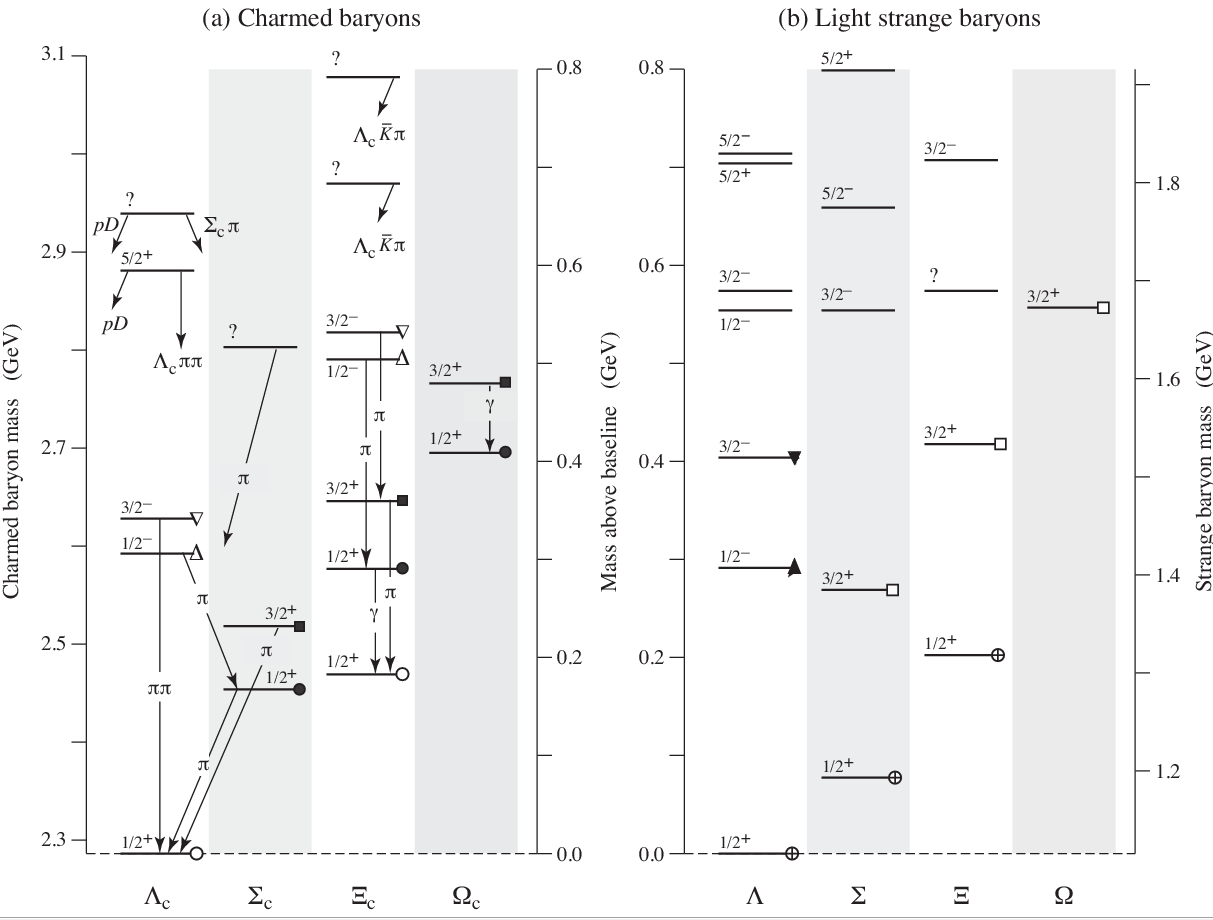 (a) Charmed baryons
(b) Light strange baryons
3.1
2.9
2.7
2.5
2.3
Charmed baryon mass (GeV)
?
pD
Σcπ
5/2+
pD
Λcππ
3/2−
1/2−
π
ππ
π
1/2+
?
π
3/2+
π
1/2+
?
ΛcK̅π
?
ΛcK̅π
3/2−
1/2−
π
π
3/2+
1/2+
π
γ
1/2+
3/2+
γ
1/2+
0.8
0.6
0.4
0.2
0.0
Λc
Σc
Ξc
Ωc
Mass above baseline (GeV)
0.8
0.6
0.4
0.2
0.0
5/2−
5/2+
3/2−
1/2−
3/2−
1/2−
1/2+
5/2+
5/2−
3/2−
3/2+
1/2+
3/2−
?
3/2+
1/2+
3/2+
1.8
1.6
1.4
1.2
Strange baryon mass (GeV)
Λ
Σ
Ξ
Ω